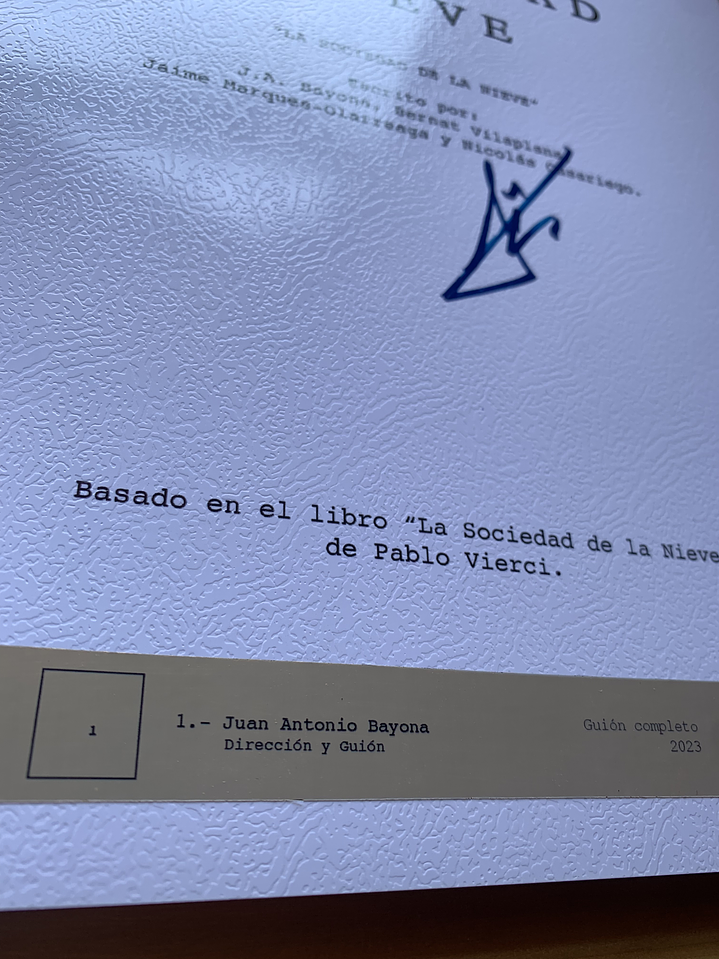 EVE
"LA SOCIEDAD DE LA NIEVE"
Escrito por:
J.A. Bayona, Bernat Vilaplana,
Jaime Marques-Olarreaga y Nicolás Casariego.
Basado en el libro “La Sociedad de la Nieve
de Pablo Vierci.
1
1.- Juan Antonio Bayona
Dirección y Guión
Guión completo
2023